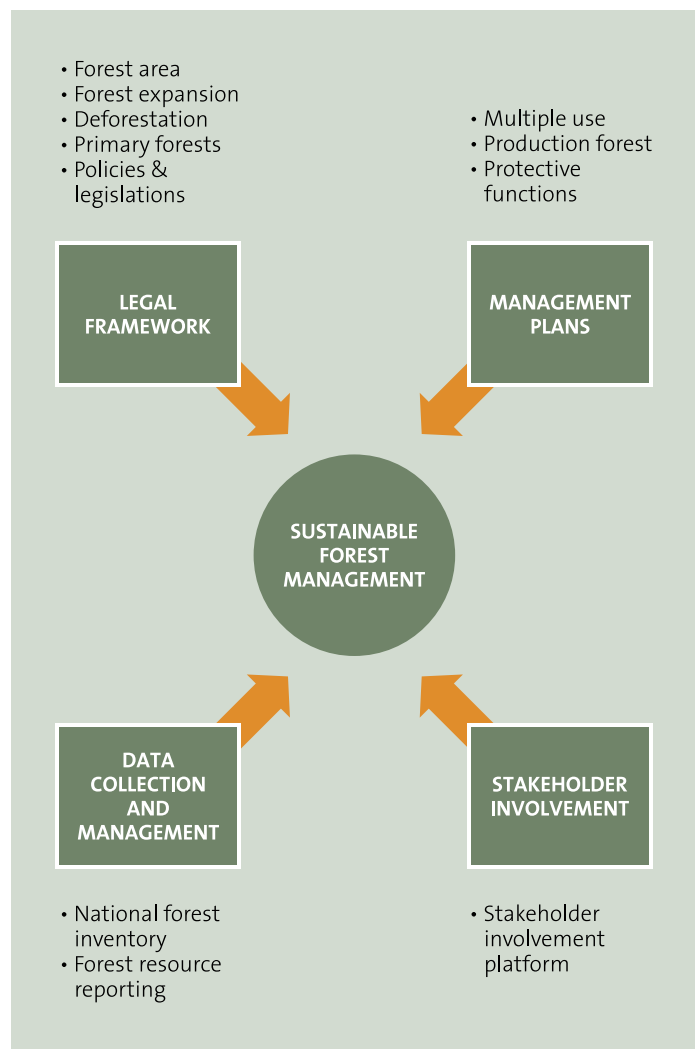 • Forest area
• Forest expansion
• Deforestation
• Primary forests
• Policies &
legislations
• Multiple use
• Production forest
• Protective
functions
LEGAL
FRAMEWORK
MANAGEMENT
PLANS
SUSTAINABLE
FOREST
MANAGEMENT
DATA
COLLECTION
AND
MANAGEMENT
STAKEHOLDER
INVOLVEMENT
• National forest
inventory
• Forest resource
reporting
• Stakeholder
involvement
platform